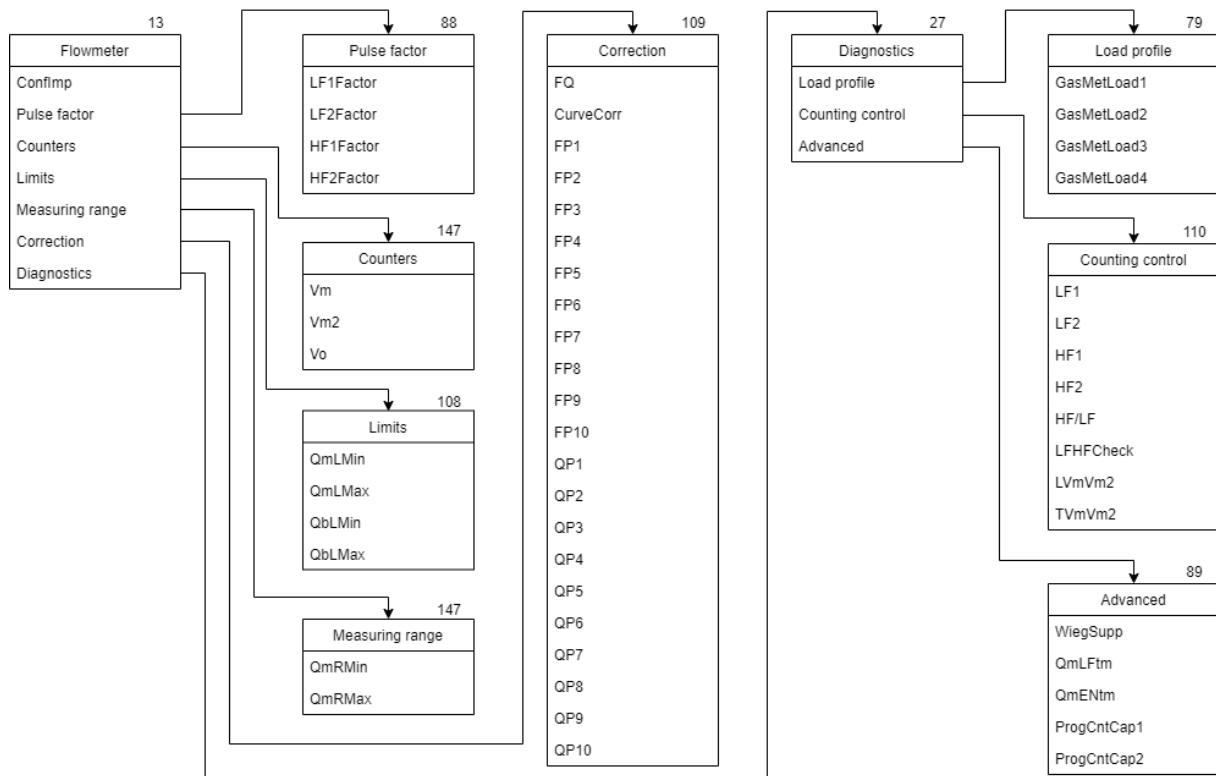 13
Flowmeter
ConfImp
Pulse factor
Counters
Limits
Measuring range
Correction
Diagnostics
88
Pulse factor
LF1Factor
LF2Factor
HF1Factor
HF2Factor
147
Counters
Vm
Vm2
Vo
108
Limits
QmLMin
QmLMax
QbLMin
QbLMax
147
Measuring range
QmRMin
QmRMax
109
Correction
FQ
CurveCorr
FP1
FP2
FP3
FP4
FP5
FP6
FP7
FP8
FP9
FP10
QP1
QP2
QP3
QP4
QP5
QP6
QP7
QP8
QP9
QP10
27
Diagnostics
Load profile
Counting control
Advanced
79
Load profile
GasMetLoad1
GasMetLoad2
GasMetLoad3
GasMetLoad4
110
Counting control
LF1
LF2
HF1
HF2
HF/LF
LFHFCheck
LVmVm2
TVmVm2
89
Advanced
WiegSupp
QmLFtm
QmENtm
ProgCntCap1
ProgCntCap2